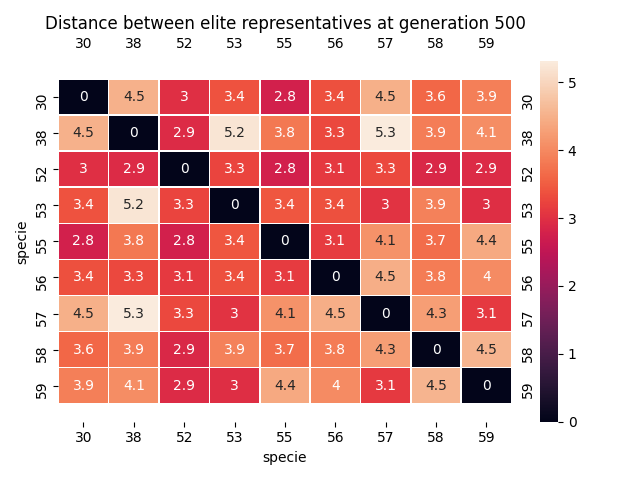 Distance between elite representatives at generation 500
30 38 52 53 55 56 57 58 59
30 0 4.5 3 3.4 2.8 3.4 4.5 3.6 3.9 30 5
38 4.5 0 2.9 5.2 3.8 3.3 5.3 3.9 4.1 38 4
52 3 2.9 0 3.3 2.8 3.1 3.3 2.9 2.9 52
53 3.4 5.2 3.3 0 3.4 3.4 3 3.9 3 53 3
specie 55 2.8 3.8 2.8 3.4 0 3.1 4.1 3.7 4.4 55
56 3.4 3.3 3.1 3.4 3.1 0 4.5 3.8 4 56 2
57 4.5 5.3 3.3 3 4.1 4.5 0 4.3 3.1 57
58 3.6 3.9 2.9 3.9 3.7 3.8 4.3 0 4.5 58 1
59 3.9 4.1 2.9 3 4.4 4 3.1 4.5 0 59
0
30 38 52 53 55 56 57 58 59
specie